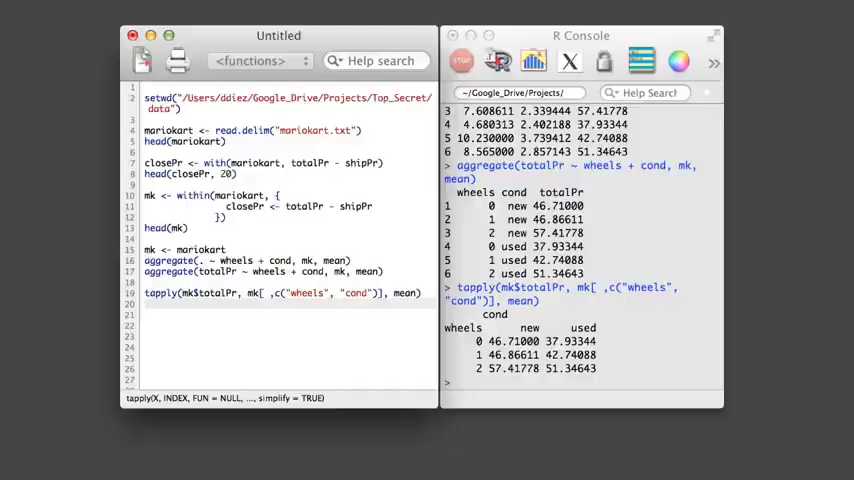 Untitled
<functions>
Help search
1
2 setwd("/Users/ddiez/Google_Drive/Projects/Top_Secret/
data")
3
4 mariokart <- read.delim("mariokart.txt")
5 head(mariokart)
6
7 closePr <- with(mariokart, totalPr - shipPr)
8 head(closePr, 20)
9
10 mk <- within(mariokart, {
11 closePr <- totalPr - shipPr
12 })
13 head(mk)
14
15 mk <- mariokart
16 aggregate(. ~ wheels + cond, mk, mean)
17 aggregate(totalPr ~ wheels + cond, mk, mean)
18
19 tapply(mk$totalPr, mk[ ,c("wheels", "cond")], mean)
20
21
22
23
24
25
26
27
tapply(X, INDEX, FUN = NULL, ..., simplify = TRUE)
R Console
STOP
R
X
~/Google_Drive/Projects/
Help Search
3 7.608611 2.339444 57.41778
4 4.680313 2.402188 37.93344
5 10.230000 3.739412 42.74088
6 8.565000 2.857143 51.34643
> aggregate(totalPr ~ wheels + cond, mk,
mean)
wheels cond totalPr
1 0 new 46.71000
2 1 new 46.86611
3 2 new 57.41778
4 0 used 37.93344
5 1 used 42.74088
6 2 used 51.34643
> tapply(mk$totalPr, mk[ ,c("wheels",
"cond")], mean)
cond
wheels new used
0 46.71000 37.93344
1 46.86611 42.74088
2 57.41778 51.34643
>